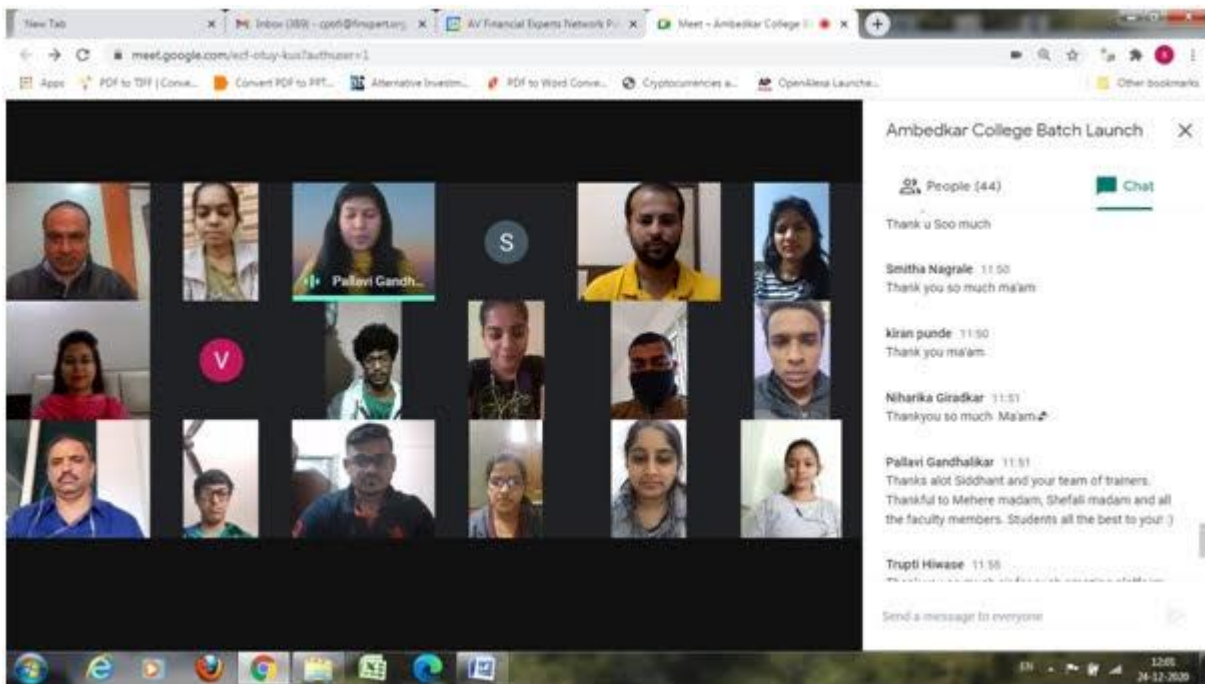 New Tab
Inbox (389) -
AV Financial Experts Network P
Meet – Ambedkar College B
meet.google.com/ecf-otuy-kus?authuser=1
Apps
PDF to TIFF | Conve...
Convert PDF to PPT...
Alternative Investm...
PDF to Word Conve...
Cryptocurrencies a...
OpenAlexa Launche...
Other bookmarks
Ambedkar College Batch Launch
People (44)
Chat
Thank u Soo much
Smitha Nagrale 11:50
Thank you so much ma'am
kiran punde 11:50
Thank you ma'am
Niharika Giradkar 11:51
Thankyou so much Ma'am
Pallavi Gandhalikar 11:51
Thanks alot Siddhant and your team of trainers.
Thankful to Mehere madam, Shefali madam and all
the faculty members. Students all the best to you! :)
Trupti Hiwase 11:55
Send a message to everyone
S
Pallavi Gandh...
V
EN
12:01
24-12-2020